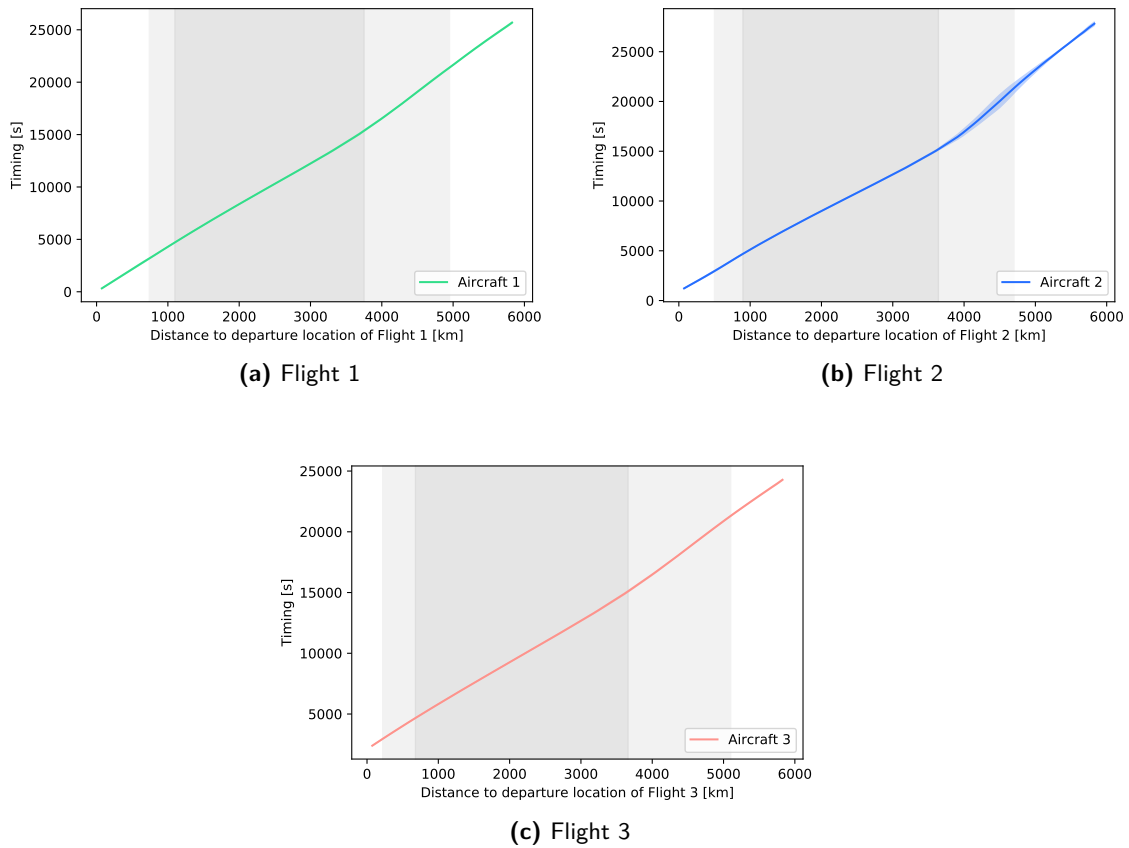 25000
20000
15000
10000
5000
0
Timing [s]
Aircraft 1
0 1000 2000 3000 4000 5000 6000
Distance to departure location of Flight 1 [km]
(a) Flight 1
25000
20000
15000
10000
5000
0
Timing [s]
Aircraft 2
0 1000 2000 3000 4000 5000 6000
Distance to departure location of Flight 2 [km]
(b) Flight 2
25000
20000
15000
10000
5000
Timing [s]
Aircraft 3
0 1000 2000 3000 4000 5000 6000
Distance to departure location of Flight 3 [km]
(c) Flight 3